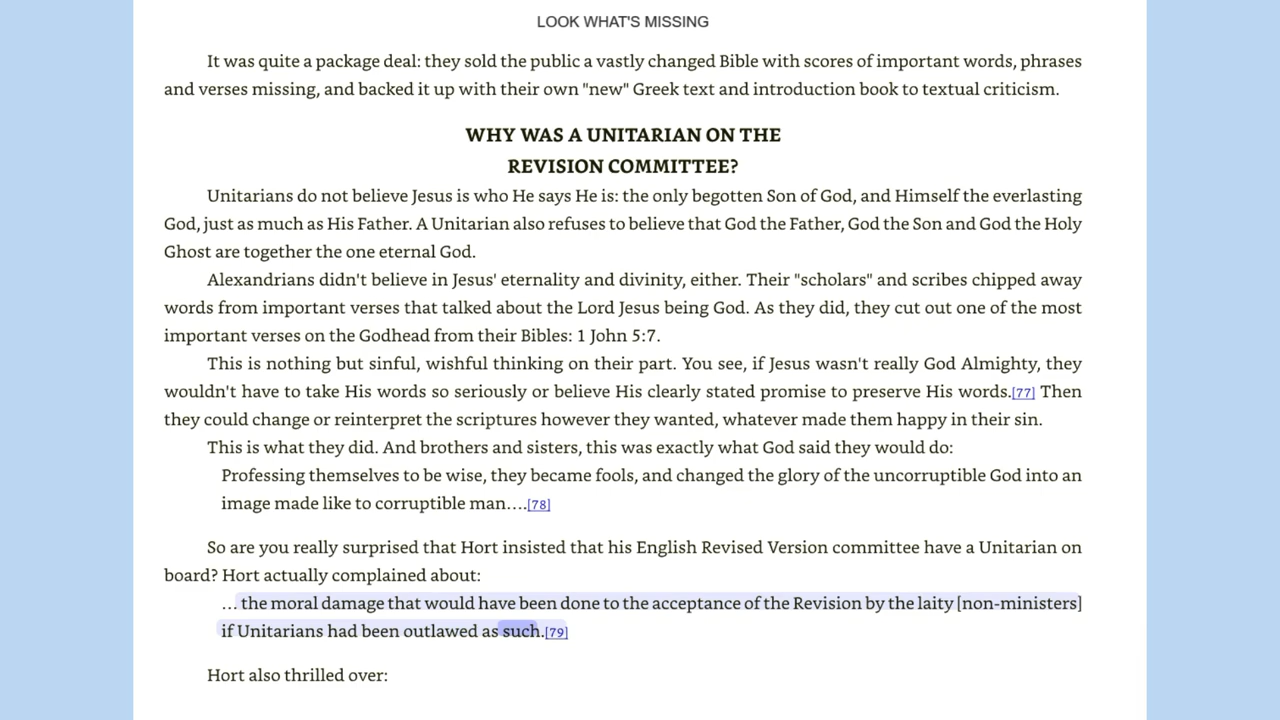 LOOK WHAT'S MISSING
It was quite a package deal: they sold the public a vastly changed Bible with scores of important words, phrases
and verses missing, and backed it up with their own "new" Greek text and introduction book to textual criticism.
WHY WAS A UNITARIAN ON THE
REVISION COMMITTEE?
Unitarians do not believe Jesus is who He says He is: the only begotten Son of God, and Himself the everlasting
God, just as much as His Father. A Unitarian also refuses to believe that God the Father, God the Son and God the Holy
Ghost are together the one eternal God.
Alexandrians didn't believe in Jesus' eternality and divinity, either. Their "scholars" and scribes chipped away
words from important verses that talked about the Lord Jesus being God. As they did, they cut out one of the most
important verses on the Godhead from their Bibles: 1 John 5:7.
This is nothing but sinful, wishful thinking on their part. You see, if Jesus wasn't really God Almighty, they
wouldn't have to take His words so seriously or believe His clearly stated promise to preserve His words.[77] Then
they could change or reinterpret the scriptures however they wanted, whatever made them happy in their sin.
This is what they did. And brothers and sisters, this was exactly what God said they would do:
Professing themselves to be wise, they became fools, and changed the glory of the uncorruptible God into an
image made like to corruptible man….[78]
So are you really surprised that Hort insisted that his English Revised Version committee have a Unitarian on
board? Hort actually complained about:
… the moral damage that would have been done to the acceptance of the Revision by the laity [non-ministers]
if Unitarians had been outlawed as such.[79]
Hort also thrilled over: